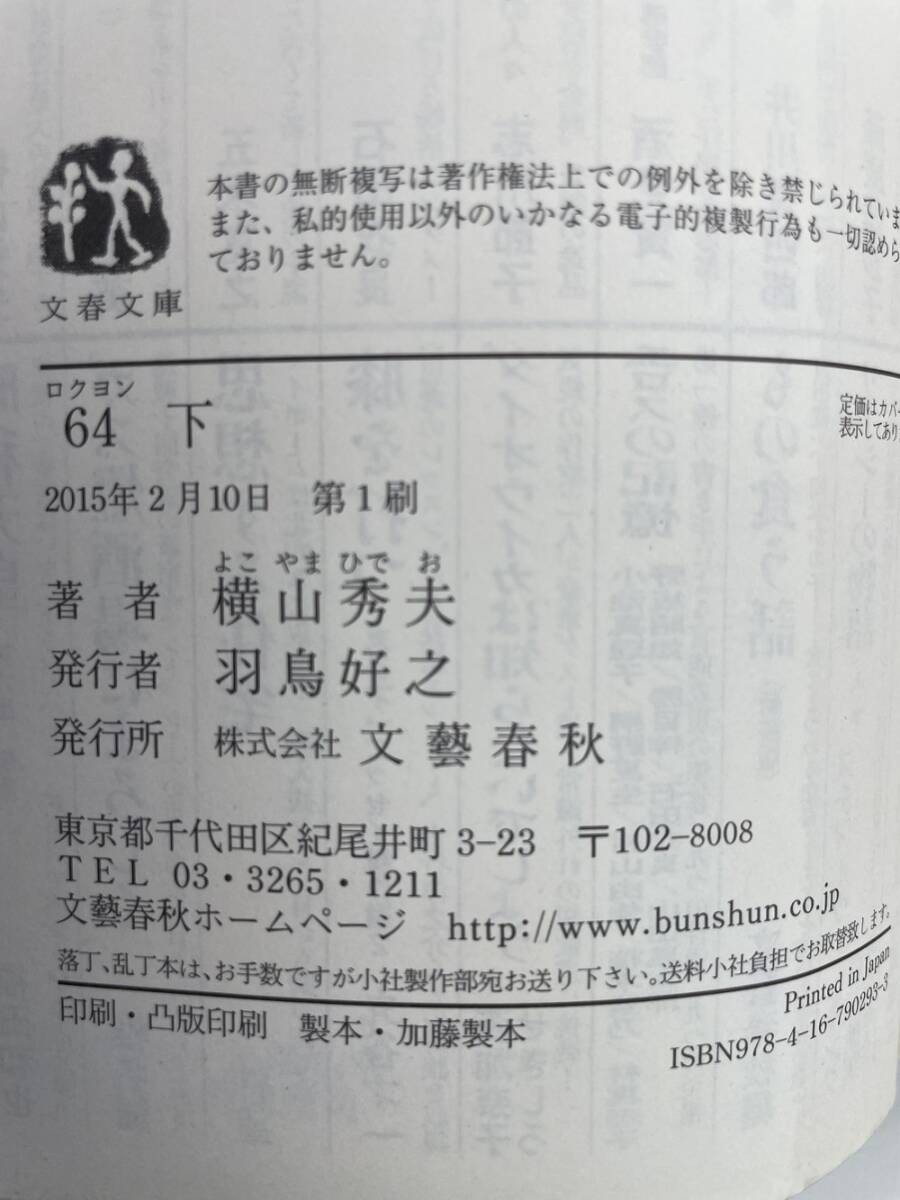 本書の無断複写は著作権法上での例外を除き禁じられていま
また、私的使用以外のいかなる電子的複製行為も一切認めら
ておりません。
文春文庫
ロクヨン
64 下
定価はカバー
表示してあり
2015年2月10日 第1刷
よこ やま ひで お
著 者 横山秀夫
発行者 羽鳥好之
発行所 株式会社 文藝春秋
東京都千代田区紀尾井町 3-23 〒102-8008
TEL 03・3265・1211
文藝春秋ホームページ http://www.bunshun.co.jp
落丁、乱丁本は、お手数ですが小社製作部宛お送り下さい。送料小社負担でお取替致します。
印刷・凸版印刷 製本・加藤製本
Printed in Japan
ISBN978-4-16-790293-3